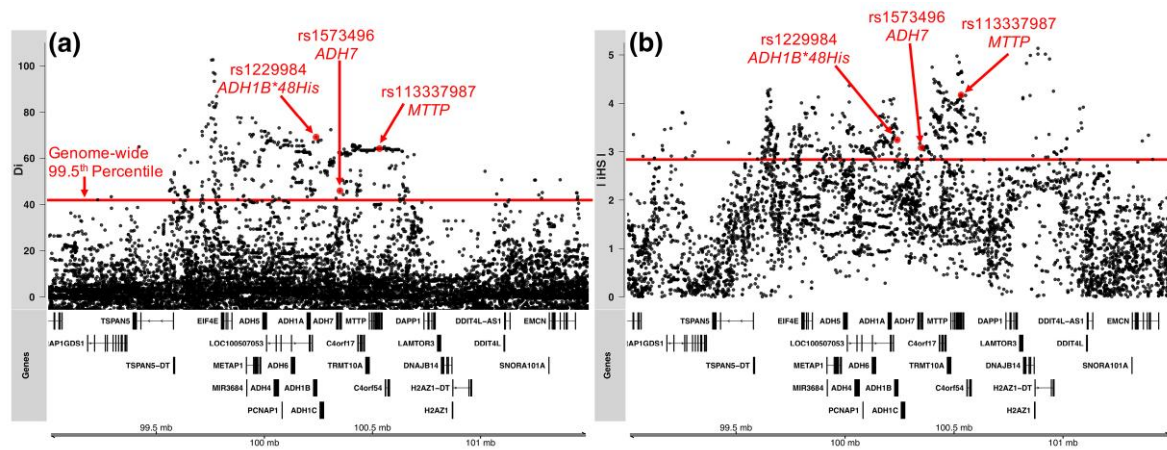 (a)
rs1573496
ADH7
rs1229984
ADH1B*48His
rs113337987
MTTP
Genome-wide
99.5th Percentile
Di
100
80
60
40
20
0
Genes
TSPAN5 EIF4E ADH5 ADH1A ADH7 MTTP DAPP1 DDIT4L-AS1 EMCN
RAP1GDS1 LOC100507053 C4orf17 LAMTOR3 DDIT4L
TSPAN5-DT METAP1 ADH6 TRMT10A DNAJB14 SNORA101A
MIR3684 ADH4 ADH1B C4orf54 H2AZ1-DT
PCNAP1 ADH1C H2AZ1
99.5 mb 100.5 mb
100 mb 101 mb
(b)
rs1573496
ADH7
rs1229984
ADH1B*48His
rs113337987
MTTP
| iHS |
5
4
3
2
1
0
Genes
TSPAN5 EIF4E ADH5 ADH1A ADH7 MTTP DAPP1 DDIT4L-AS1 EMCN
RAP1GDS1 LOC100507053 C4orf17 LAMTOR3 DDIT4L
TSPAN5-DT METAP1 ADH6 TRMT10A DNAJB14 SNORA101A
MIR3684 ADH4 ADH1B C4orf54 H2AZ1-DT
PCNAP1 ADH1C H2AZ1
99.5 mb 100.5 mb
100 mb 101 mb